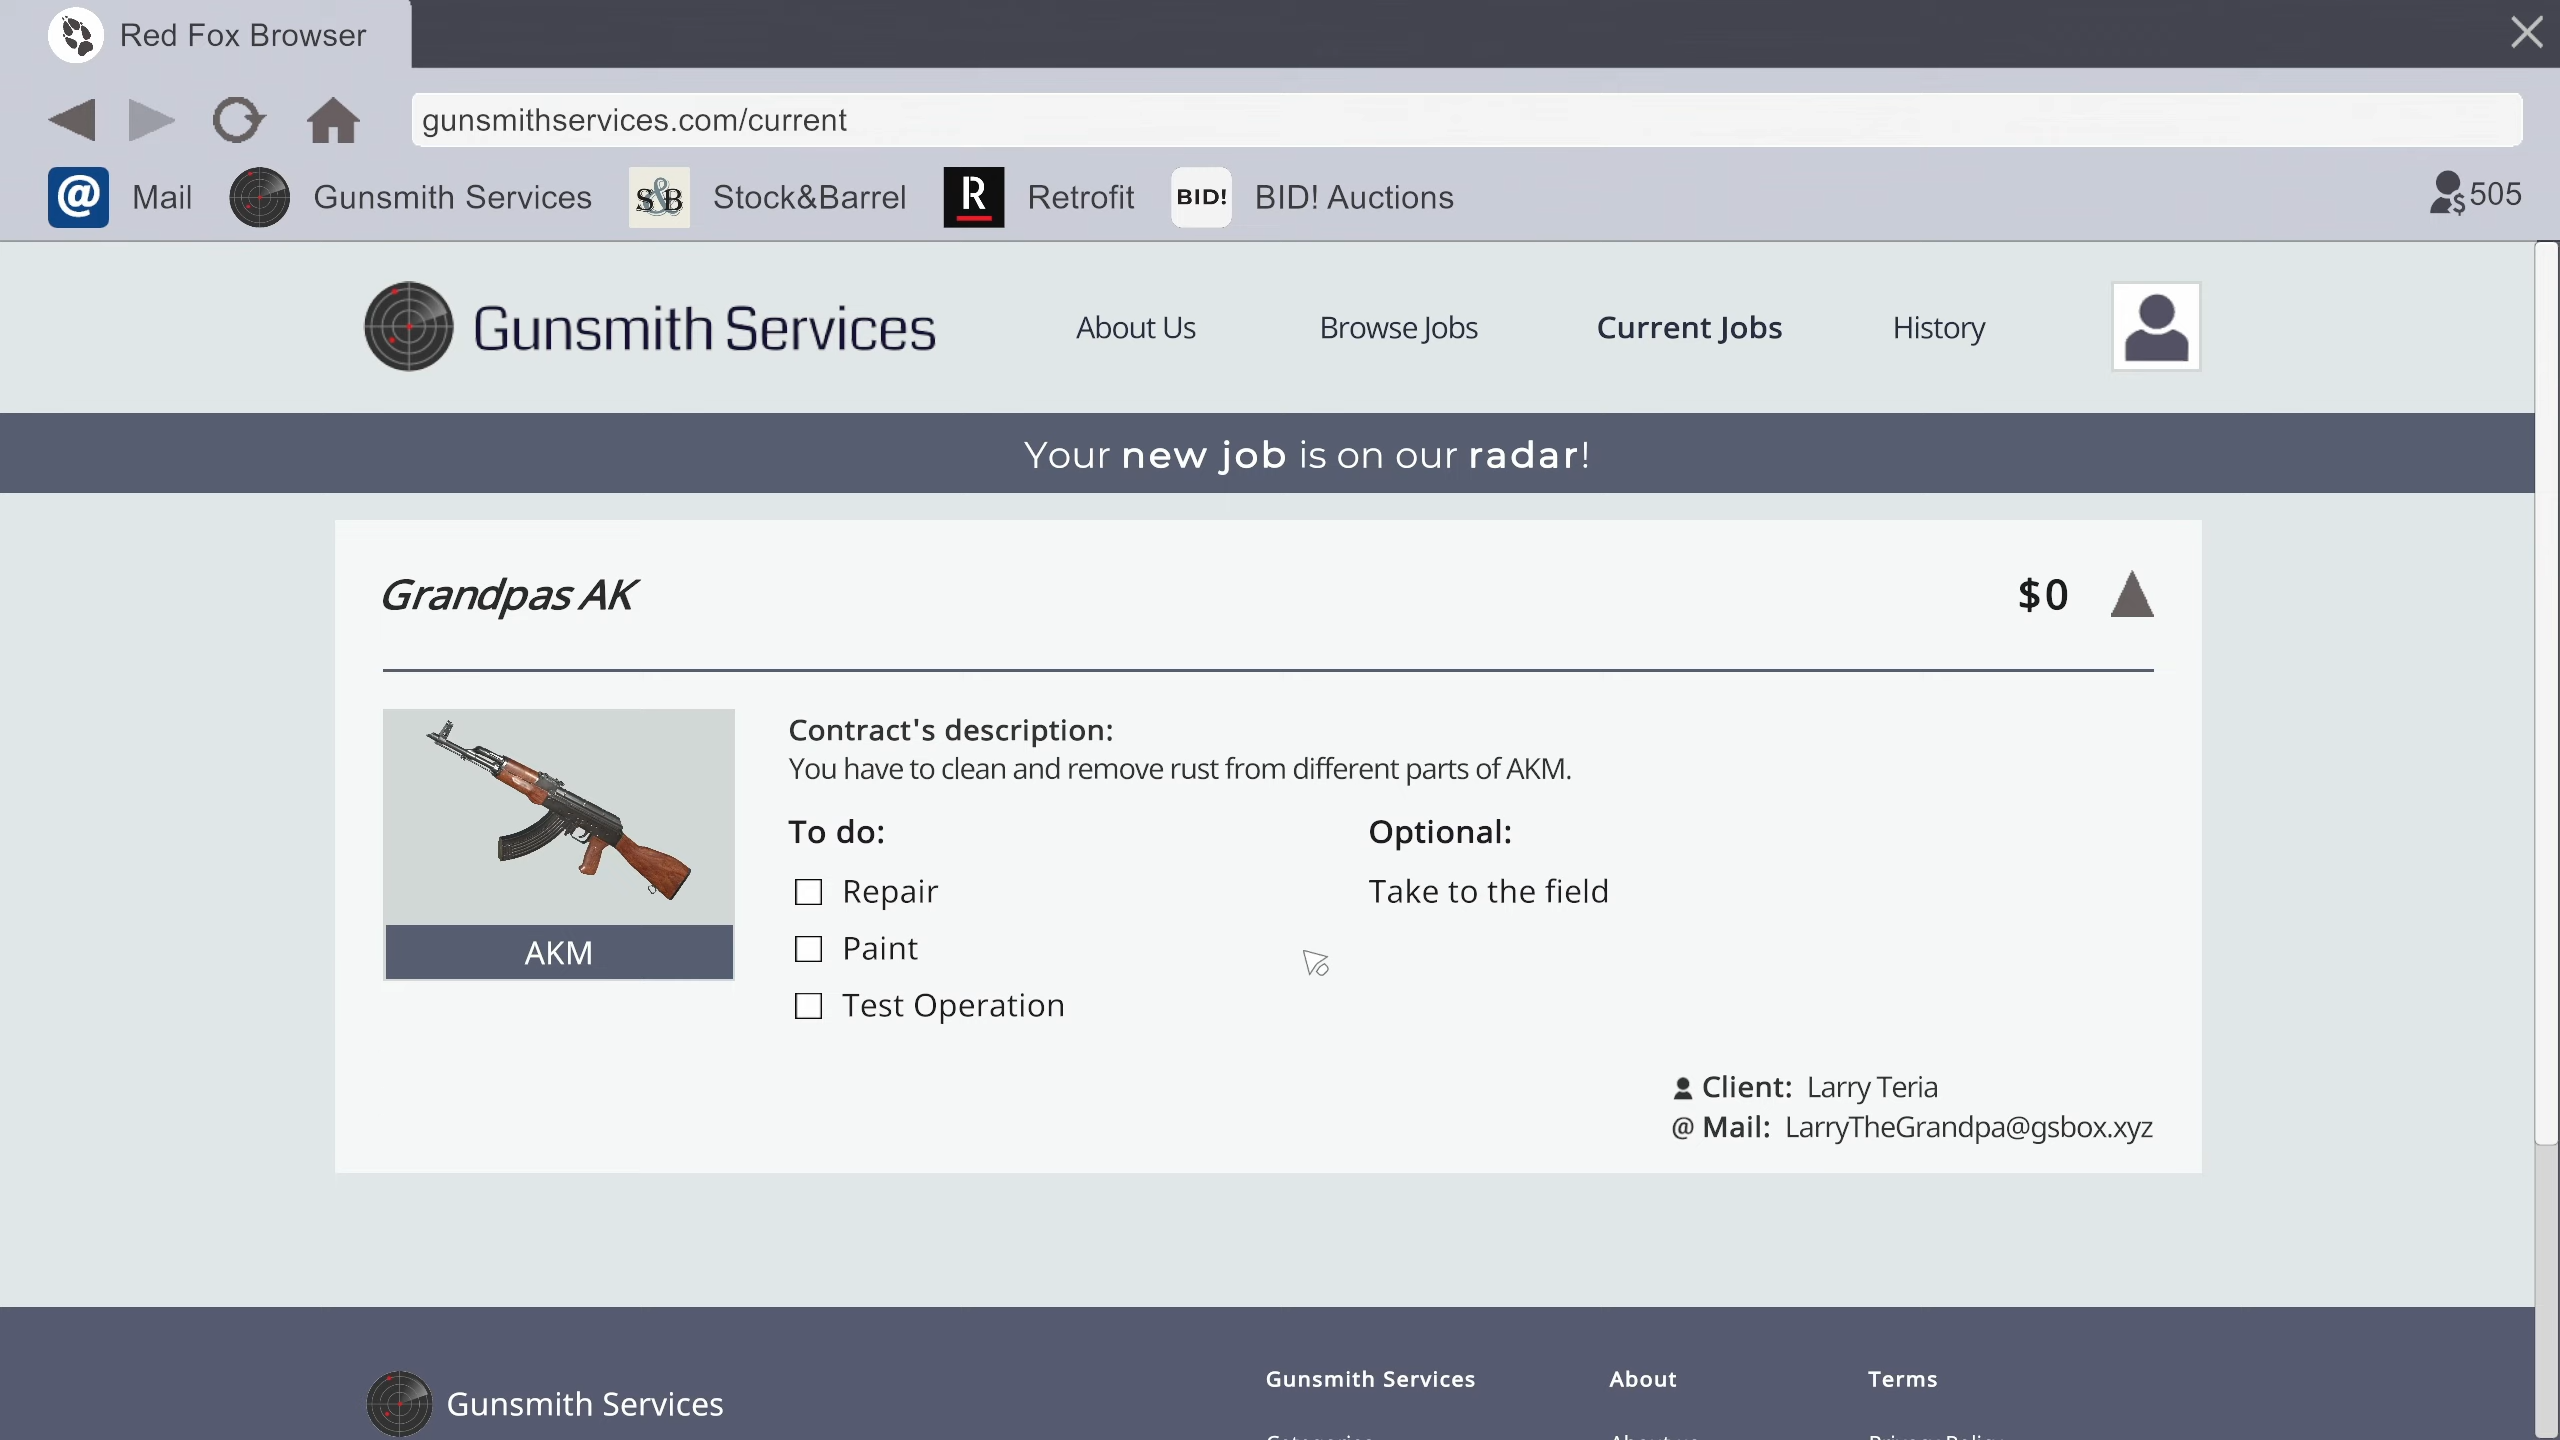 Red Fox Browser
gunsmithservices.com/current
@ Mail Gunsmith Services S&B Stock&Barrel R Retrofit BID! BID! Auctions $505
Gunsmith Services About Us Browse Jobs Current Jobs History
Your new job is on our radar!
Grandpas AK $0
Contract's description:
You have to clean and remove rust from different parts of AKM.
To do: Optional:
Repair Take to the field
Paint
AKM
Test Operation
Client: Larry Teria
@ Mail: LarryTheGrandpa@gsbox.xyz
Gunsmith Services About Terms
Gunsmith Services